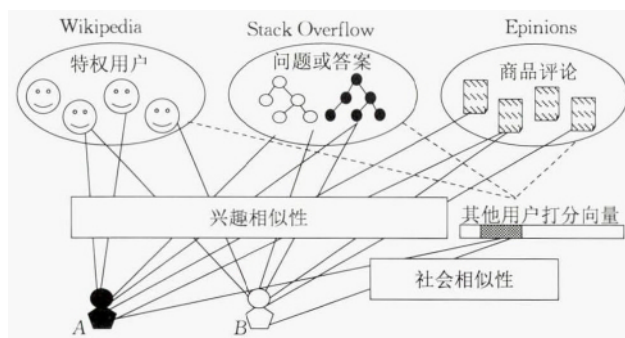 Wikipedia
Stack Overflow
Epinions
特权用户
问题或答案
商品评论
兴趣相似性
其他用户打分向量
社会相似性
A
B